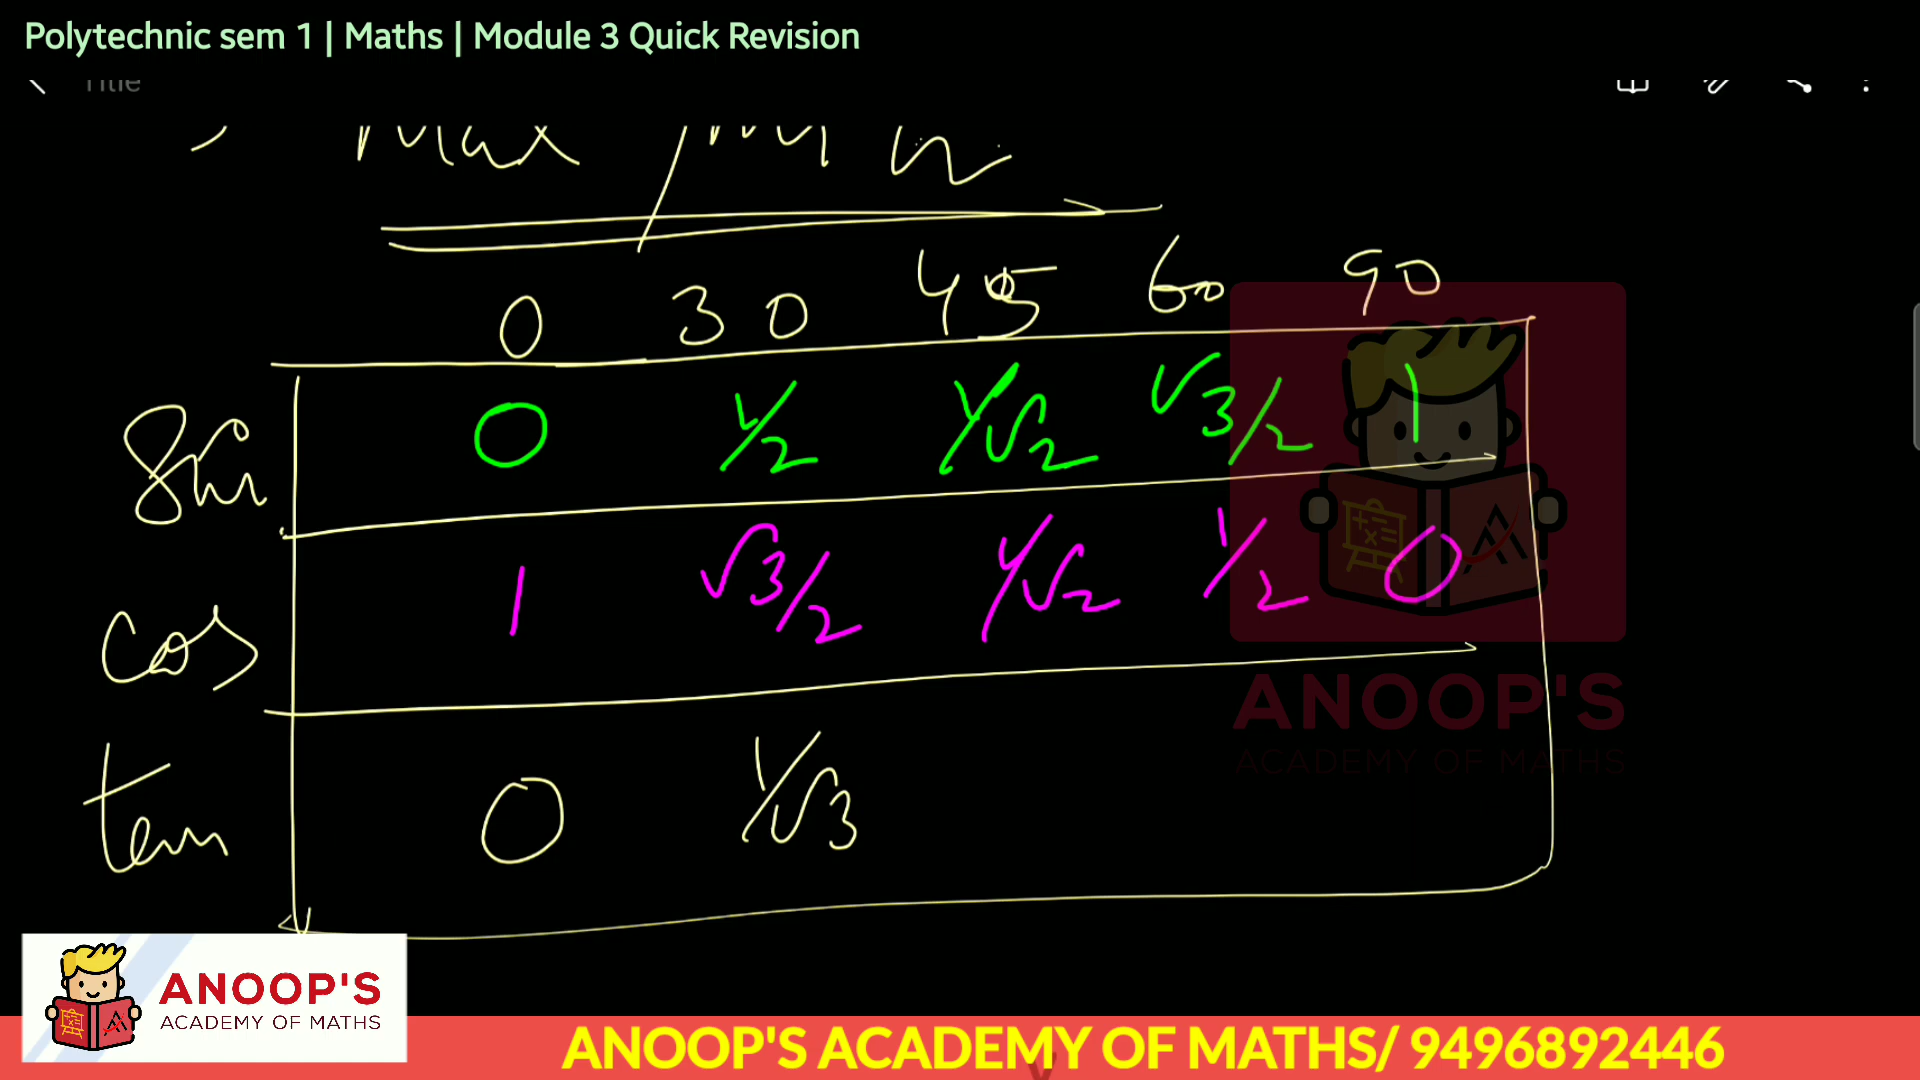 Polytechnic sem 1 | Maths | Module 3 Quick Revision
Title
Max / Min
0 30 45 60 90
Sin 0 1/2 1/√2 √3/2 1
cos 1 √3/2 1/√2 1/2 0
tan 0 1/√3
ANOOP'S
ACADEMY OF MATHS
ANOOP'S
ACADEMY OF MATHS
ANOOP'S ACADEMY OF MATHS/ 9496892446